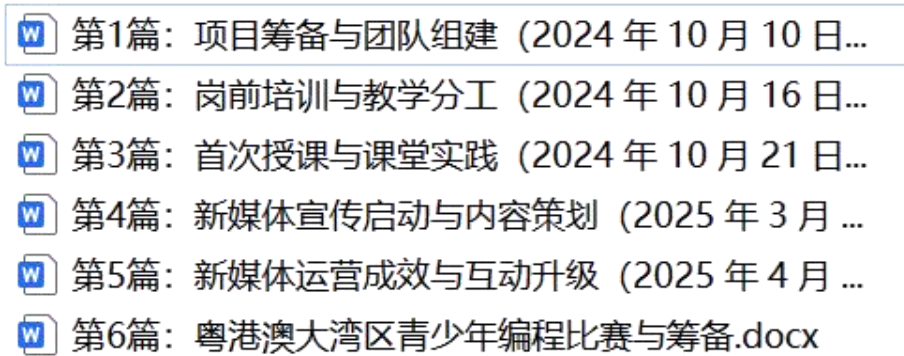 第1篇：项目筹备与团队组建（2024 年 10 月 10 日...
第2篇：岗前培训与教学分工（2024 年 10 月 16 日...
第3篇：首次授课与课堂实践（2024 年 10 月 21 日...
第4篇：新媒体宣传启动与内容策划（2025 年 3 月 ...
第5篇：新媒体运营成效与互动升级（2025 年 4 月 ...
第6篇：粤港澳大湾区青少年编程比赛与筹备.docx